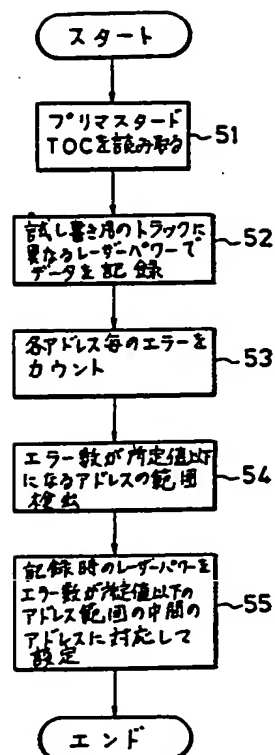 スタート
プリマスタード
TOCを読み取る
51
試し書き用のトラックに
異なるレーザーパワーで
データを記録
52
各アドレス毎のエラーを
カウント
53
エラー数が所定値以下
になるアドレスの範囲
検出
54
記録時のレーザーパワーを
エラー数が所定値以下の
アドレス範囲の中間の
アドレスに対応して
設定
55
エンド